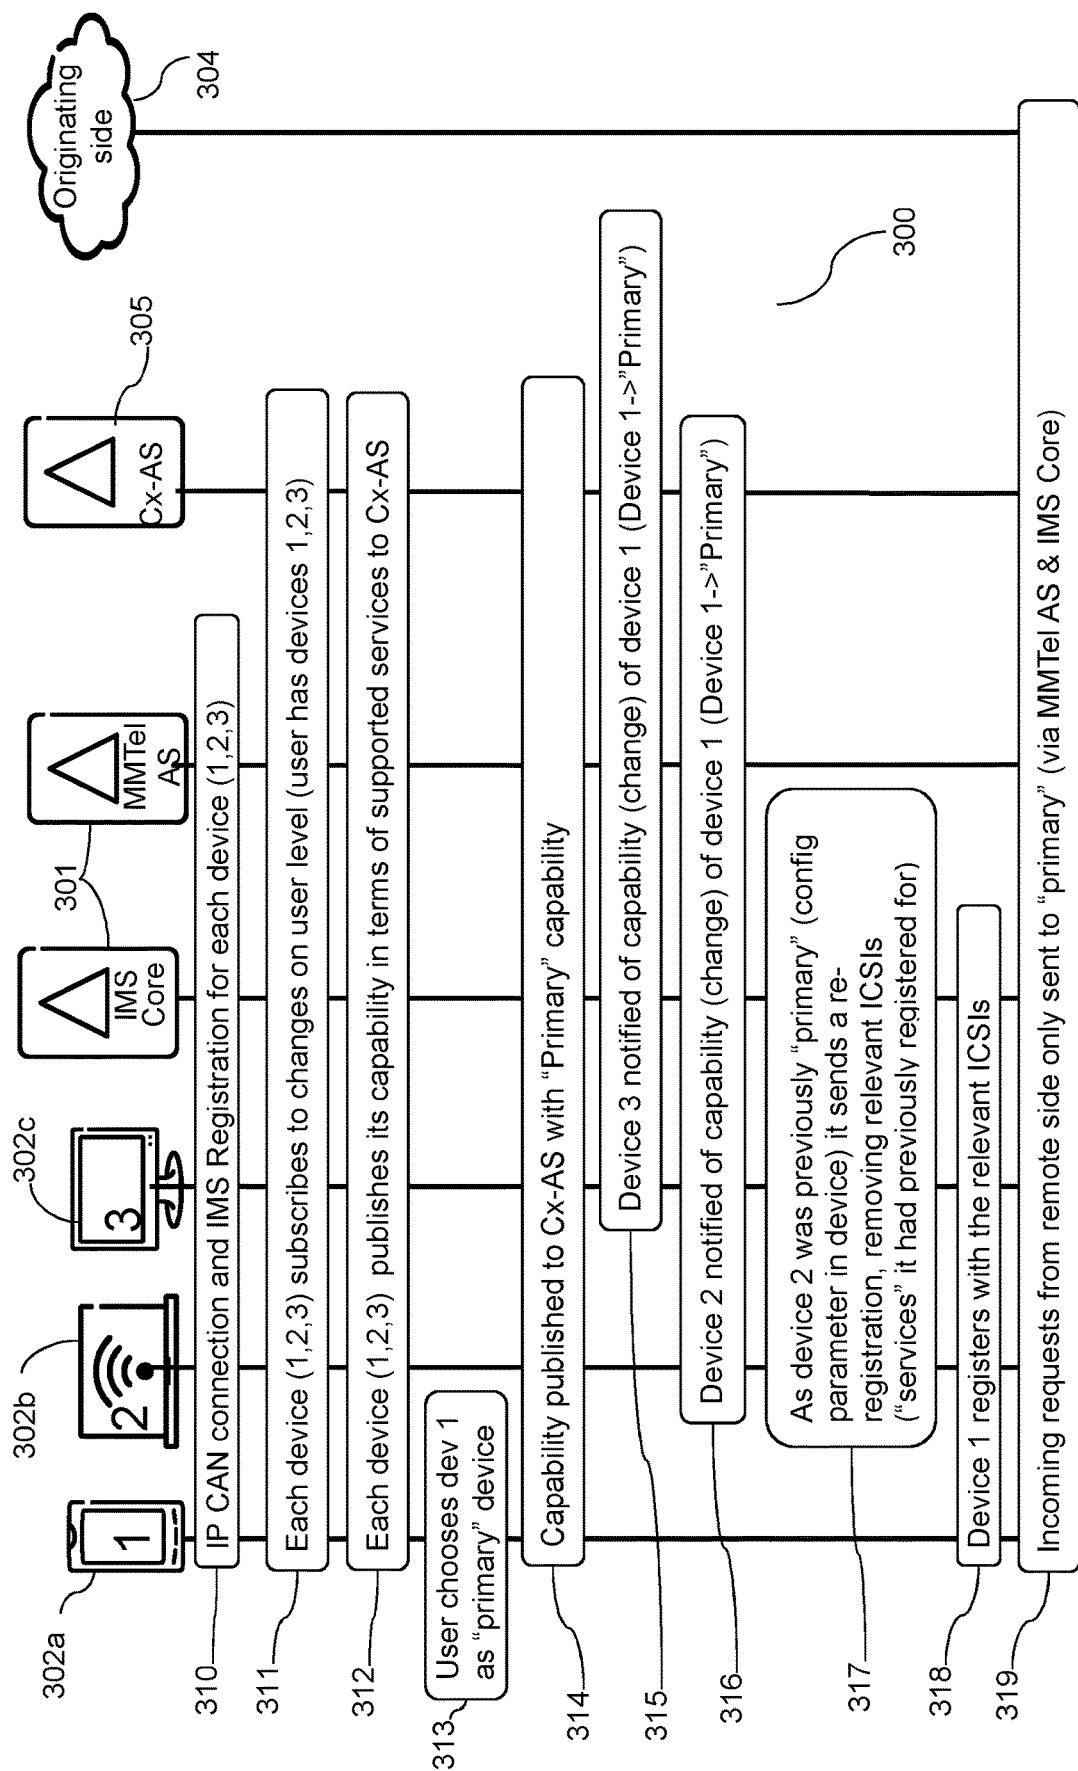 302a
1
302b
2
302c
3
301
IMS
Core
MMTel
AS
305
Cx-AS
304
Originating
side
310
IP CAN connection and IMS Registration for each device (1,2,3)
311
Each device (1,2,3) subscribes to changes on user level (user has devices 1,2,3)
312
Each device (1,2,3) publishes its capability in terms of supported services to Cx-AS
313
User chooses dev 1
as “primary” device
314
Capability published to Cx-AS with “Primary” capability
315
Device 3 notified of capability (change) of device 1 (Device 1->”Primary”)
316
Device 2 notified of capability (change) of device 1 (Device 1->”Primary”)
300
317
As device 2 was previously “primary” (config
parameter in device) it sends a re-
registration, removing relevant ICSIs
(“services” it had previously registered for)
318
Device 1 registers with the relevant ICSIs
319
Incoming requests from remote side only sent to “primary” (via MMTel AS & IMS Core)